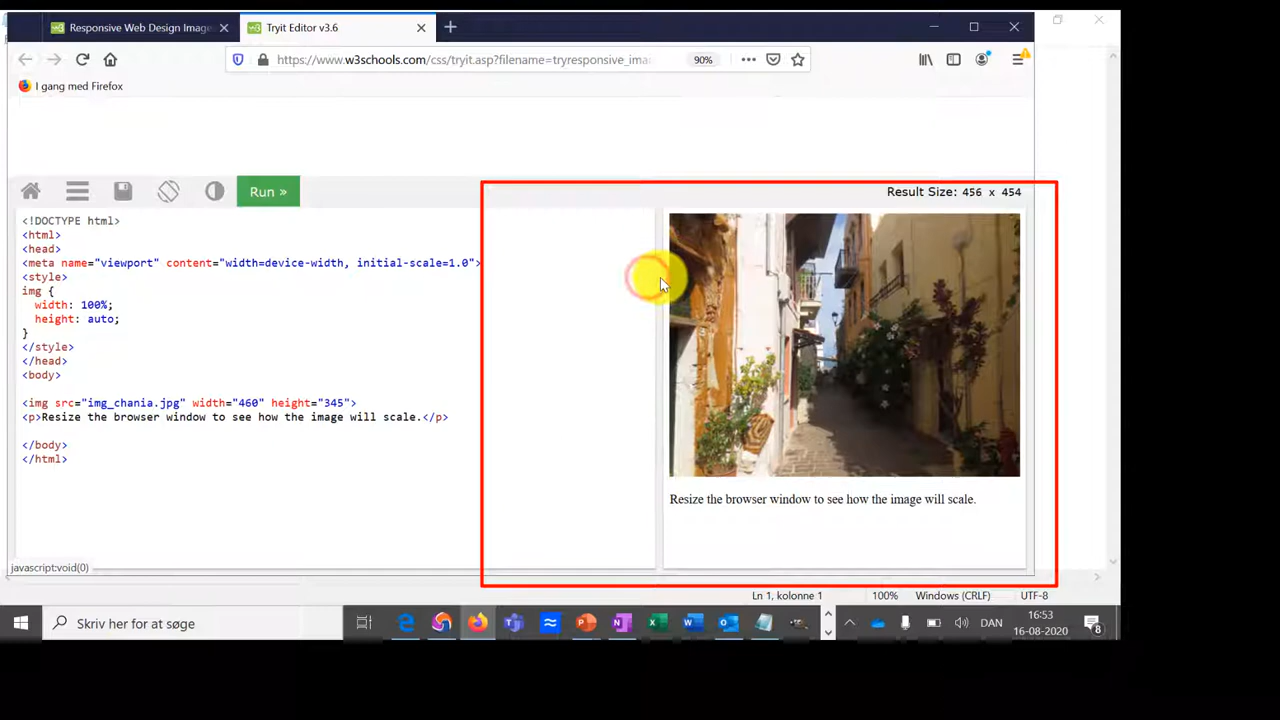 Responsive Web Design Image
Tryit Editor v3.6
https://www.w3schools.com/css/tryit.asp?filename=tryresponsive_ima
90%
I gang med Firefox
Run »
Result Size: 456 x 454
<!DOCTYPE html>
<html>
<head>
<meta name="viewport" content="width=device-width, initial-scale=1.0">
<style>
img {
width: 100%;
height: auto;
}
</style>
</head>
<body>
<img src="img_chania.jpg" width="460" height="345">
<p>Resize the browser window to see how the image will scale.</p>
</body>
</html>
Resize the browser window to see how the image will scale.
javascript:void(0)
Ln 1, kolonne 1
100%
Windows (CRLF)
UTF-8
Skriv her for at søge
DAN
16:53
16-08-2020
8